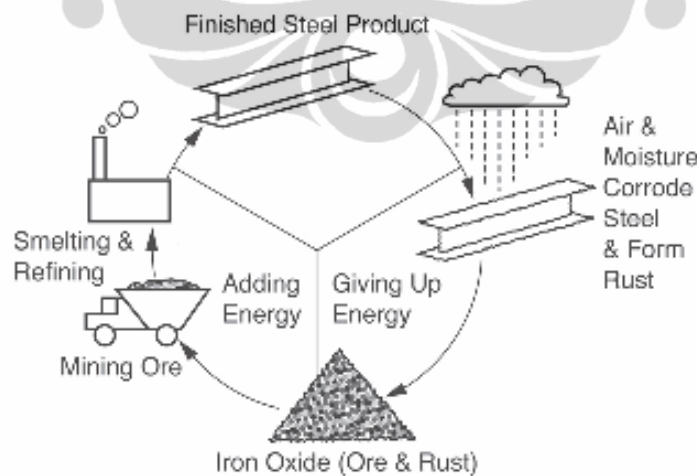 Finished Steel Product
Air &
Moisture
Corrode
Steel
& Form
Rust
Smelting &
Refining
Adding
Energy
Giving Up
Energy
Mining Ore
Iron Oxide (Ore & Rust)